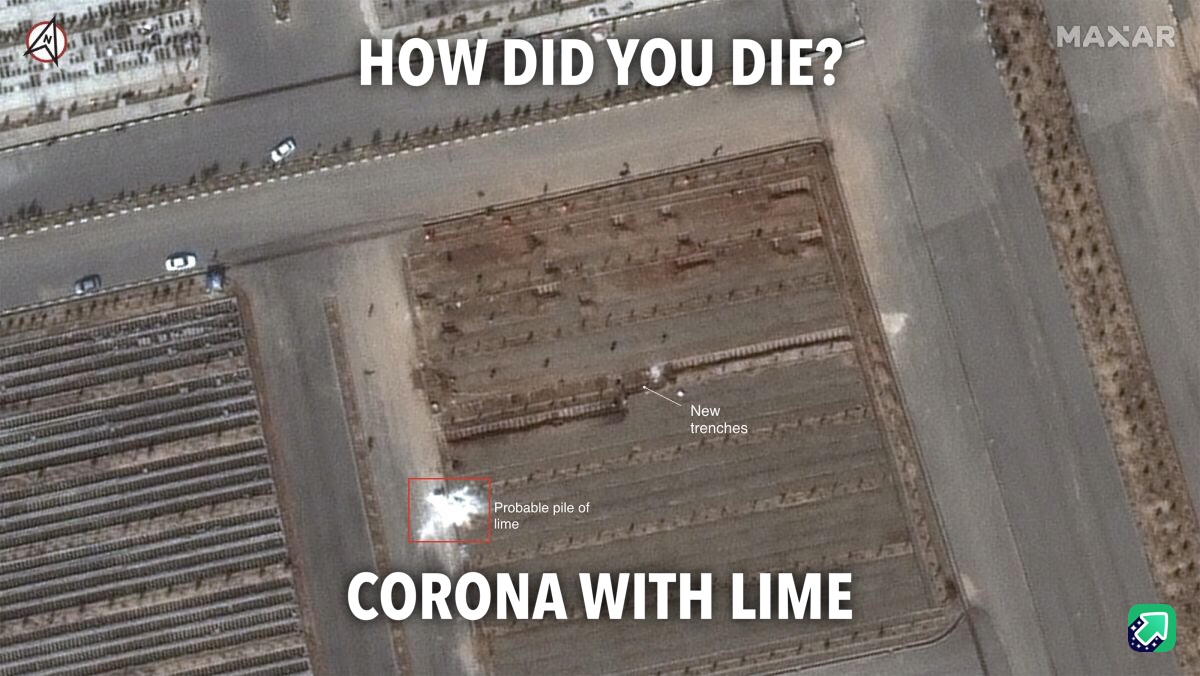 N
MAXAR
HOW DID YOU DIE?
New
trenches
Probable pile of
lime
CORONA WITH LIME